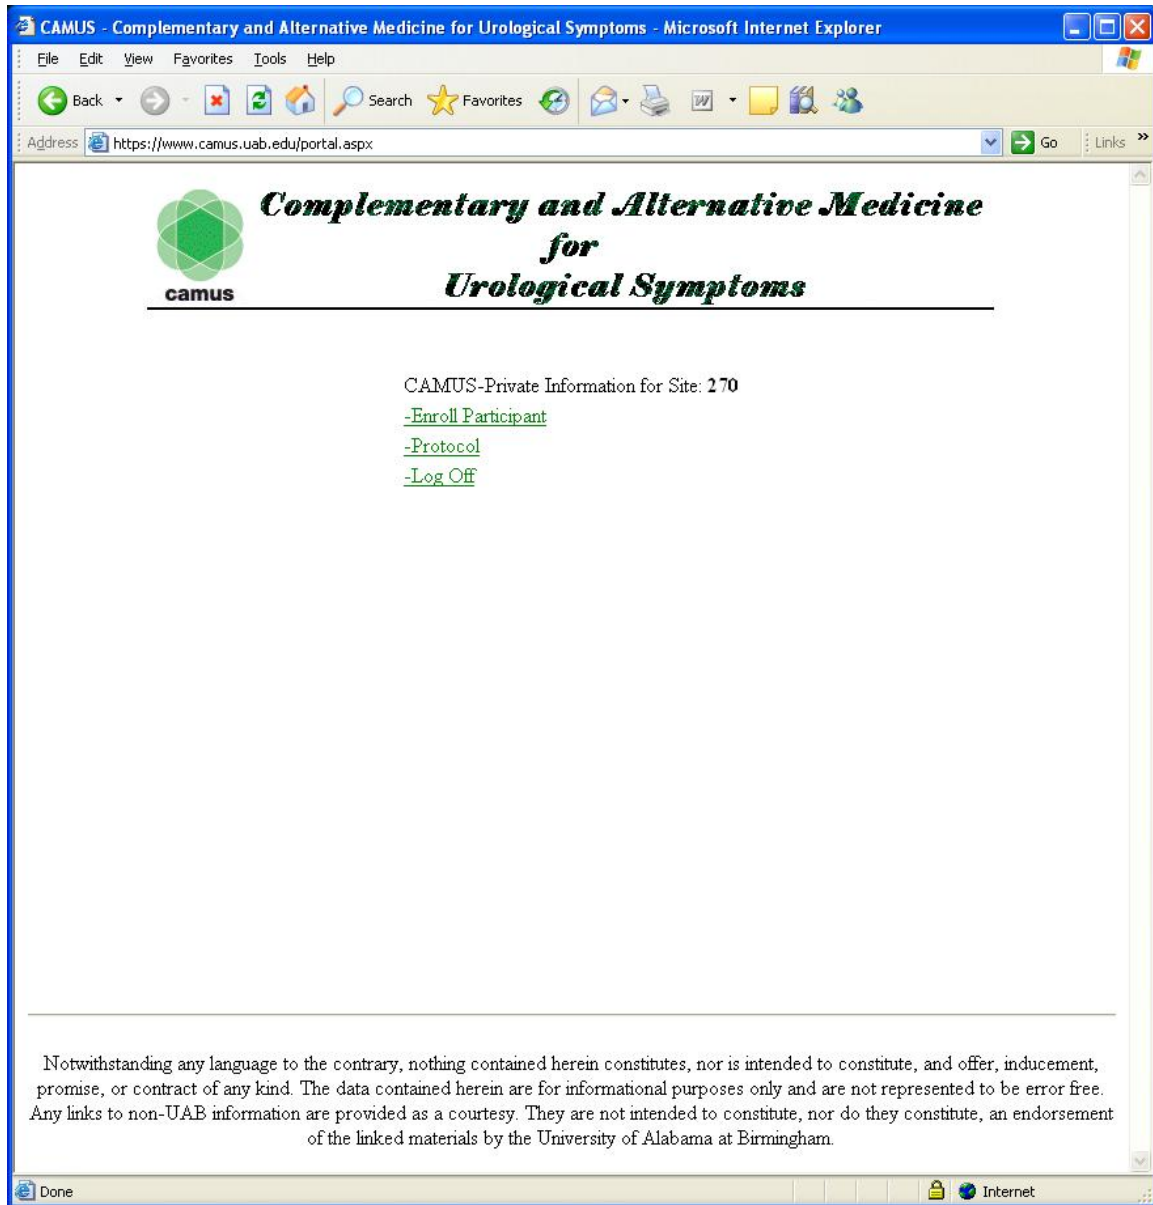 CAMUS - Complementary and Alternative Medicine for Urological Symptoms - Microsoft Internet Explorer
File Edit View Favorites Tools Help
Back Search Favorites
Address https://www.camus.uab.edu/portal.aspx Go Links »
Complementary and Alternative Medicine
for
Urological Symptoms
camus
CAMUS-Private Information for Site: 270
-Enroll Participant
-Protocol
-Log Off
Notwithstanding any language to the contrary, nothing contained herein constitutes, nor is intended to constitute, and offer, inducement,
promise, or contract of any kind. The data contained herein are for informational purposes only and are not represented to be error free.
Any links to non-UAB information are provided as a courtesy. They are not intended to constitute, nor do they constitute, an endorsement
of the linked materials by the University of Alabama at Birmingham.
Done Internet